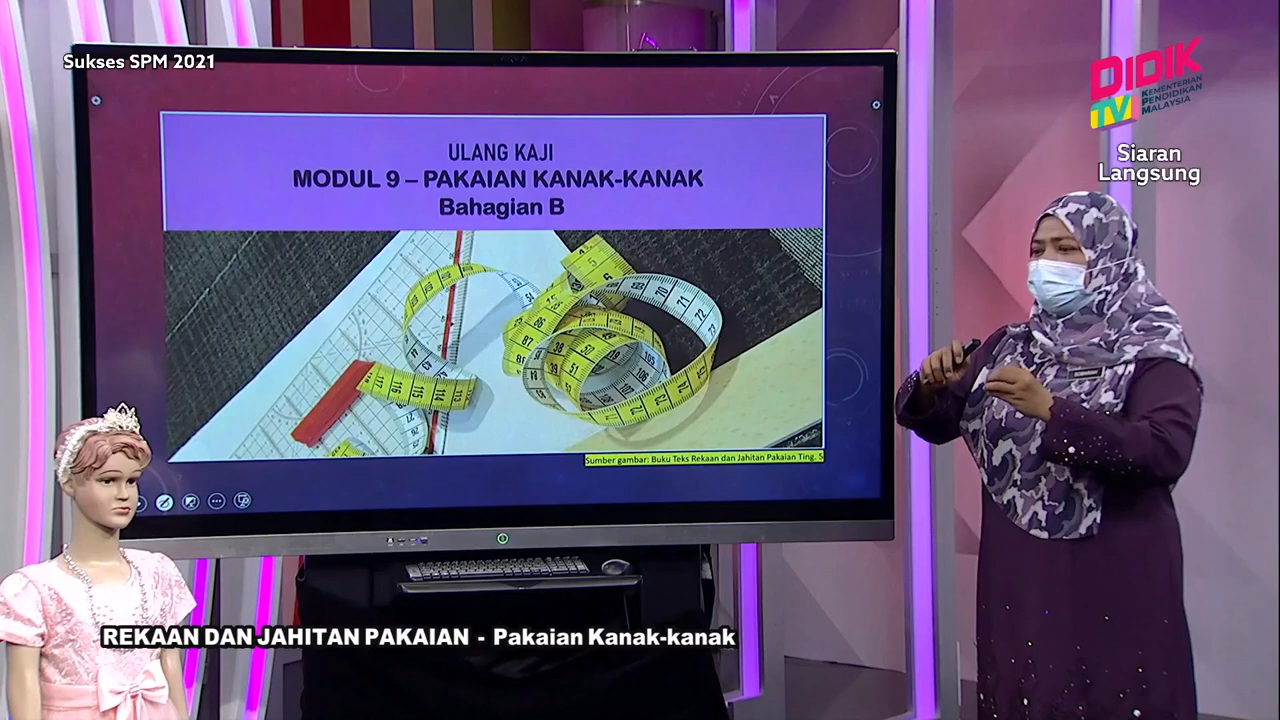 Sukses SPM 2021
DIDIK
TV
KEMENTERIAN
PENDIDIKAN
MALAYSIA
Siaran
Langsung
ULANG KAJI
MODUL 9 – PAKAIAN KANAK-KANAK
Bahagian B
Sumber gambar: Buku Teks Rekaan dan Jahitan Pakaian Ting. 5
REKAAN DAN JAHITAN PAKAIAN - Pakaian Kanak-kanak